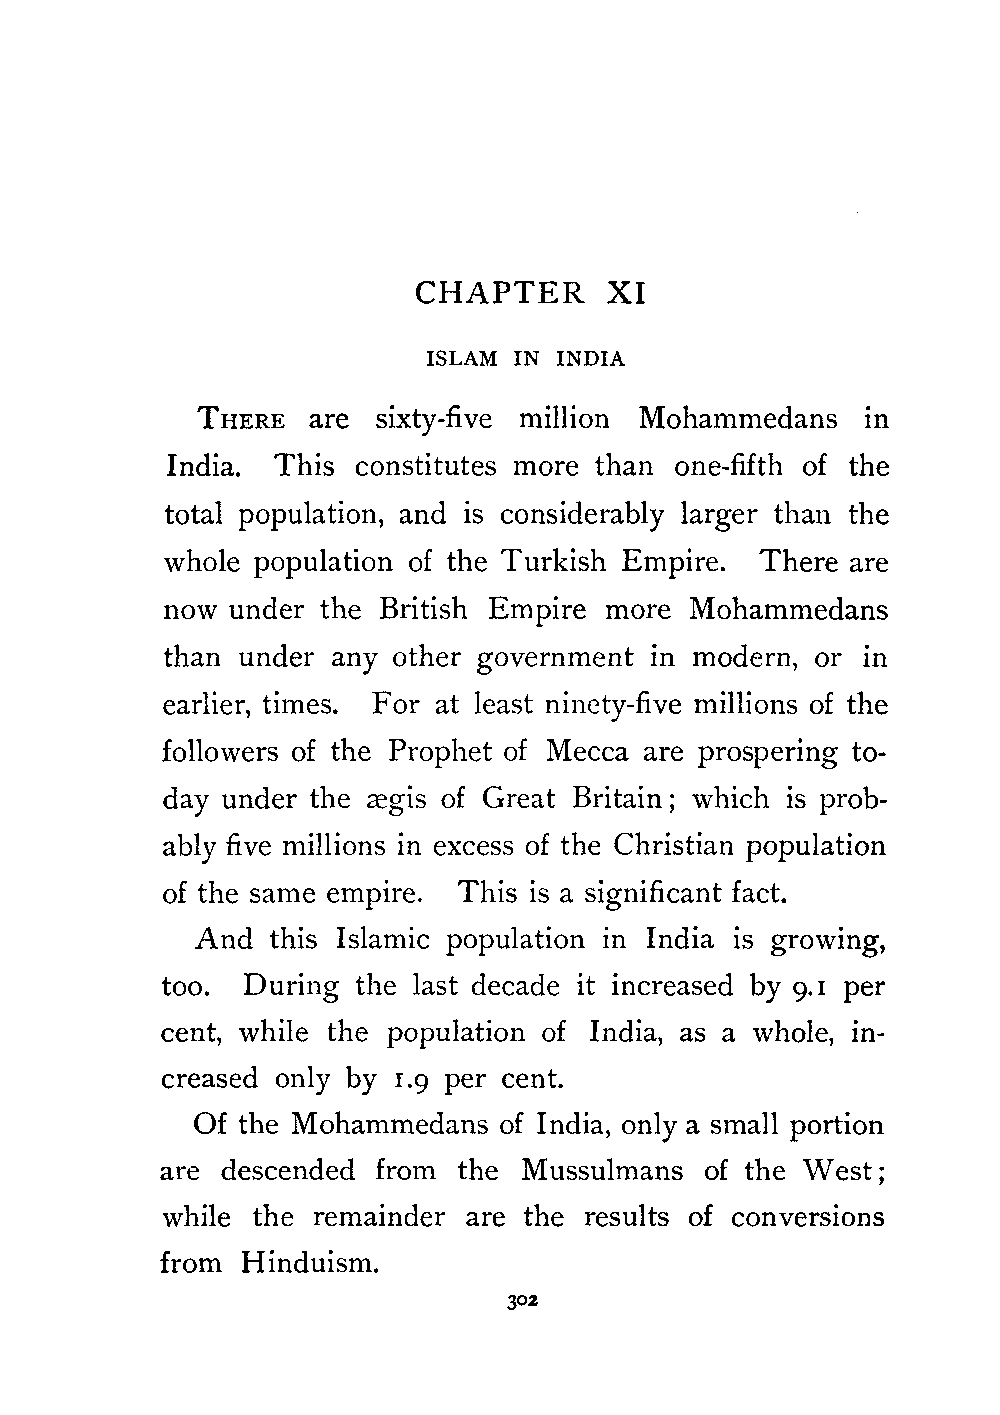 CHAPTER XI
ISLAM IN INDIA
THERE are sixty-five million Mohammedans in
India. This constitutes more than one-fifth of the
total population, and is considerably larger than the
whole population of the Turkish Empire. There are
now under the British Empire more Mohammedans
than under any other government in modern, or in
earlier, times. For at least ninety-five millions of the
followers of the Prophet of Mecca are prospering to-
day under the ægis of Great Britain; which is prob-
ably five millions in excess of the Christian population
of the same empire. This is a significant fact.
And this Islamic population in India is growing,
too. During the last decade it increased by 9.1 per
cent, while the population of India, as a whole, in-
creased only by 1.9 per cent.
Of the Mohammedans of India, only a small portion
are descended from the Mussulmans of the West;
while the remainder are the results of conversions
from Hinduism.
302